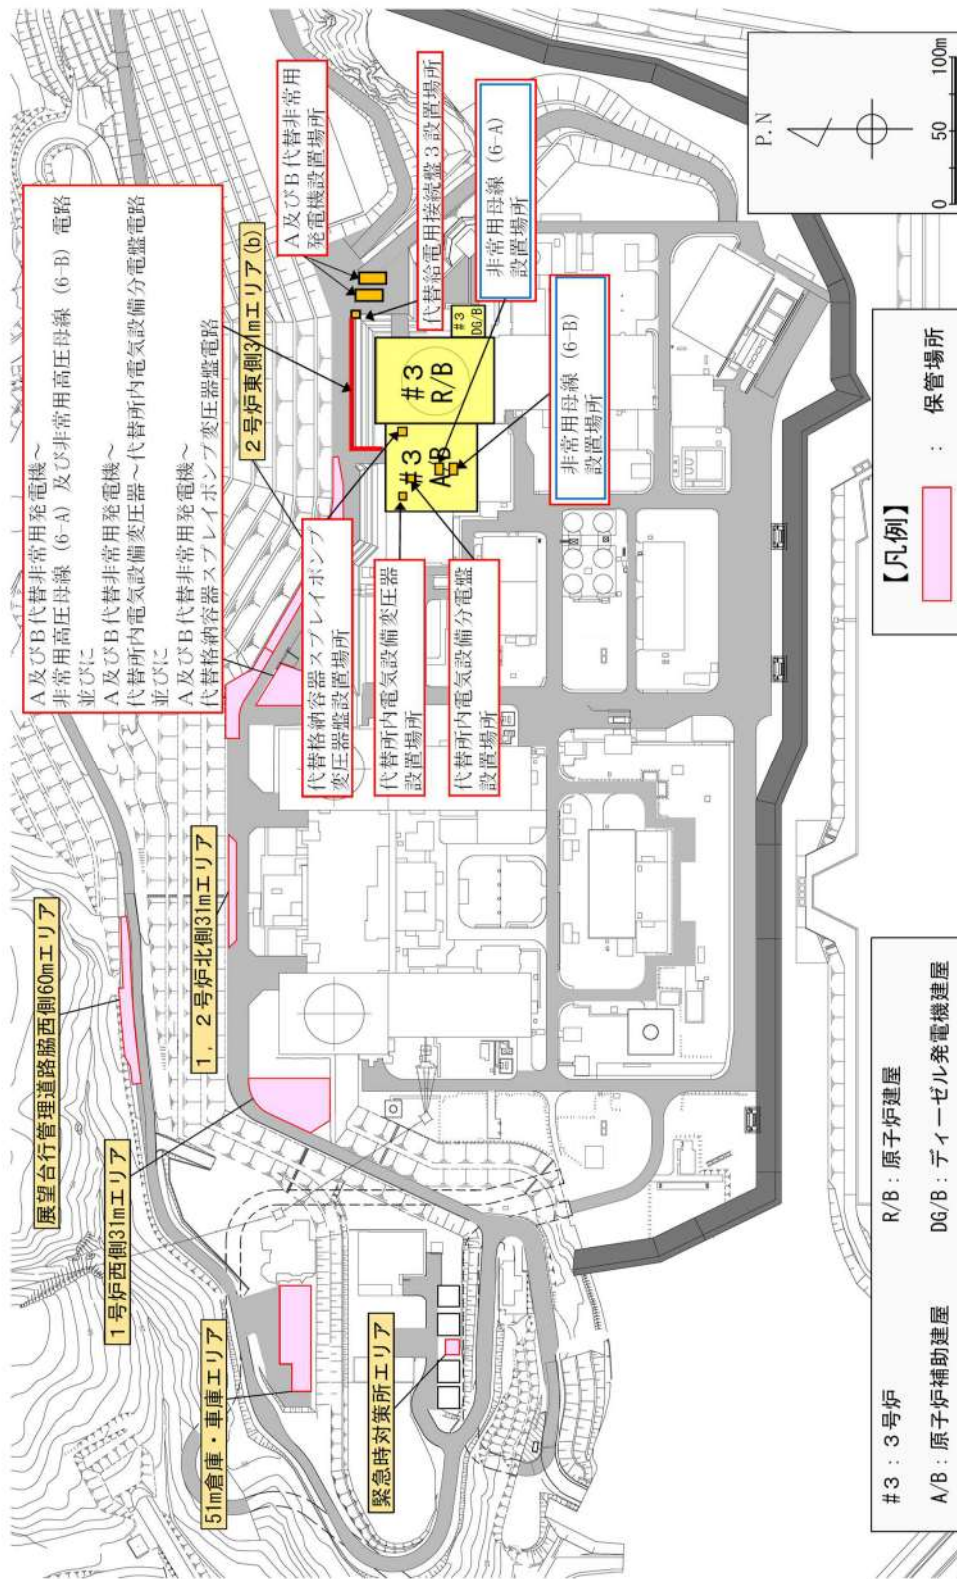 A及びB代替非常用発電機～
非常用高圧母線（6-A）及び非常用高圧母線（6-B）電路
並びに
A及びB代替非常用発電機～
代替所内電気設備変圧器～代替所内電気設備分電盤電路
並びに
A及びB代替非常用発電機～
代替格納容器スプレイポンプ変圧器盤電路
A及びB代替非常用
発電機設置場所
2号炉東側31mエリア(b)
代替給電用接続盤3設置場所
非常用母線（6-A）
設置場所
非常用母線（6-B）
設置場所
代替格納容器スプレイポンプ
変圧器盤設置場所
代替所内電気設備変圧器
設置場所
代替所内電気設備分電盤
設置場所
#3
R/B
#3
A/B
#3
DG/B
展望台行管理道路脇西側60mエリア
1，2号炉北側31mエリア
1号炉西側31mエリア
51m倉庫・車庫エリア
緊急時対策所エリア
P.N
0 50 100m
【凡例】
： 保管場所
#3：3号炉 R/B：原子炉建屋
A/B：原子炉補助建屋 DG/B：ディーゼル発電機建屋